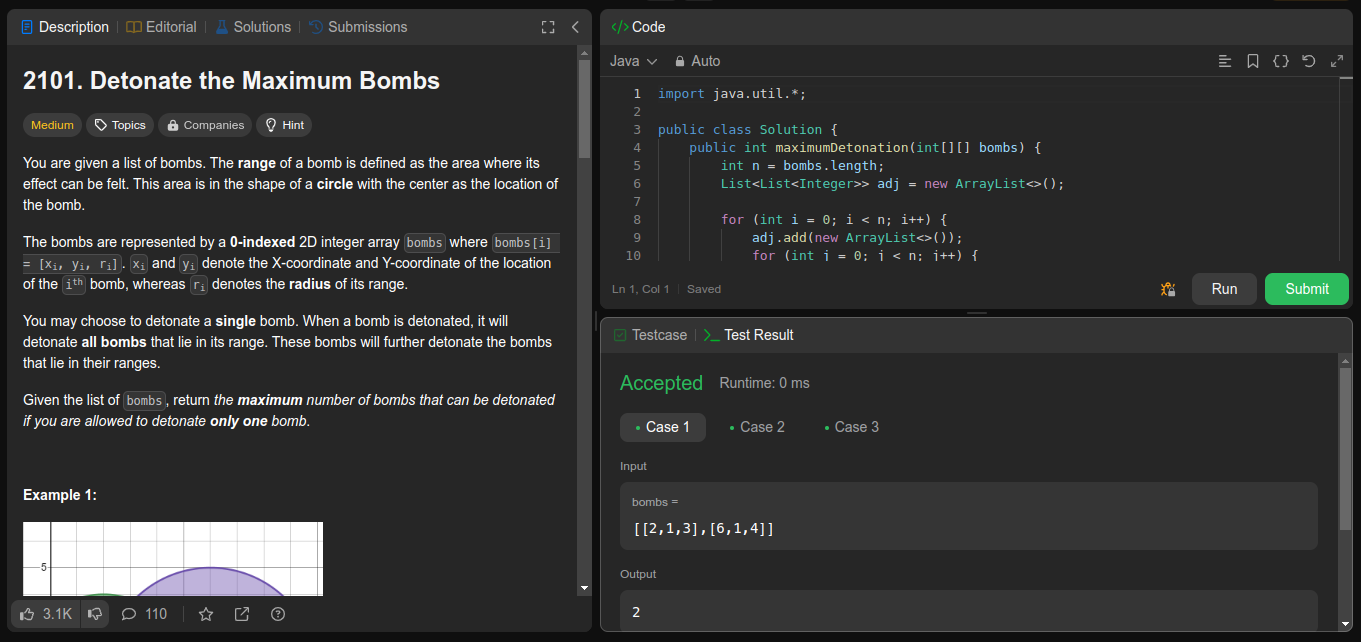 Description Editorial Solutions Submissions
2101. Detonate the Maximum Bombs
Medium Topics Companies Hint
You are given a list of bombs. The range of a bomb is defined as the area where its
effect can be felt. This area is in the shape of a circle with the center as the location of
the bomb.
The bombs are represented by a 0-indexed 2D integer array bombs where bombs[i]
= [xᵢ, yᵢ, rᵢ]. xᵢ and yᵢ denote the X-coordinate and Y-coordinate of the location
of the iᵗʰ bomb, whereas rᵢ denotes the radius of its range.
You may choose to detonate a single bomb. When a bomb is detonated, it will
detonate all bombs that lie in its range. These bombs will further detonate the bombs
that lie in their ranges.
Given the list of bombs, return the maximum number of bombs that can be detonated
if you are allowed to detonate only one bomb.
Example 1:
5
3.1K 110
</> Code
Java Auto
1 import java.util.*;
2
3 public class Solution {
4 public int maximumDetonation(int[][] bombs) {
5 int n = bombs.length;
6 List<List<Integer>> adj = new ArrayList<>();
7
8 for (int i = 0; i < n; i++) {
9 adj.add(new ArrayList<>());
10 for (int j = 0; j < n; j++) {
Ln 1, Col 1 Saved
Run Submit
Testcase >_ Test Result
Accepted Runtime: 0 ms
Case 1 Case 2 Case 3
Input
bombs =
[[2,1,3],[6,1,4]]
Output
2